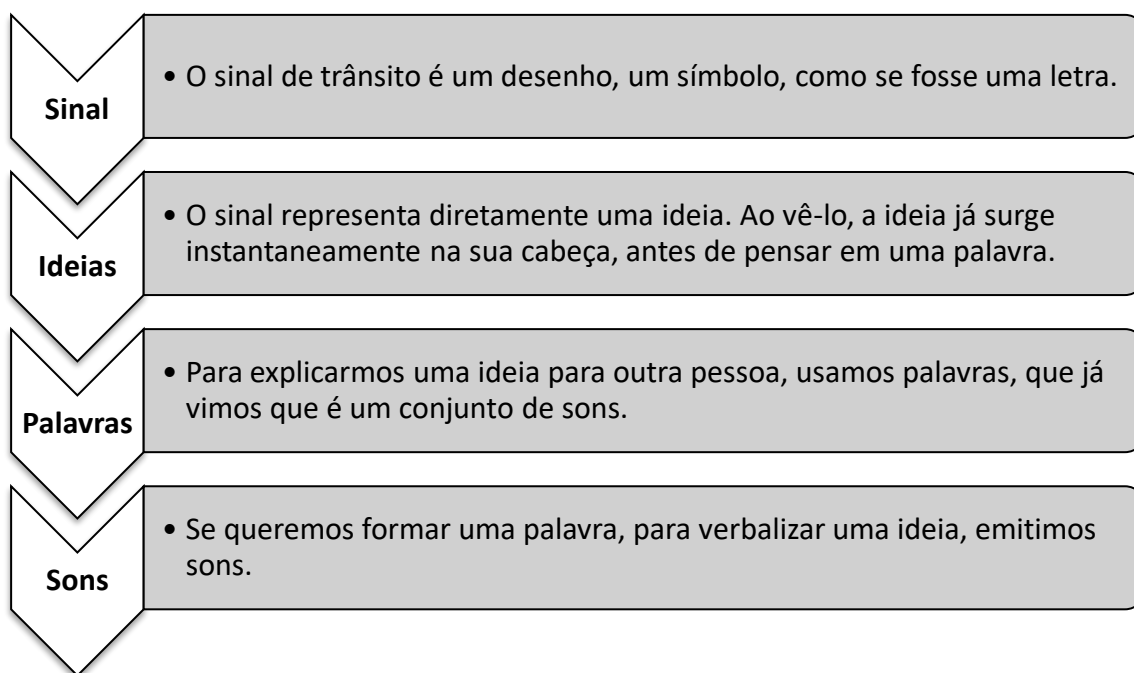 Sinal
• O sinal de trânsito é um desenho, um símbolo, como se fosse uma letra.
Ideias
• O sinal representa diretamente uma ideia. Ao vê-lo, a ideia já surge
instantaneamente na sua cabeça, antes de pensar em uma palavra.
Palavras
• Para explicarmos uma ideia para outra pessoa, usamos palavras, que já
vimos que é um conjunto de sons.
Sons
• Se queremos formar uma palavra, para verbalizar uma ideia, emitimos
sons.